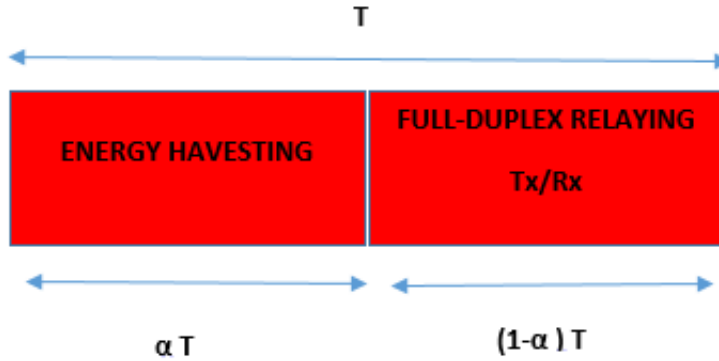 T
ENERGY HAVESTING
FULL-DUPLEX RELAYING
Tx/Rx
α T
(1-α ) T